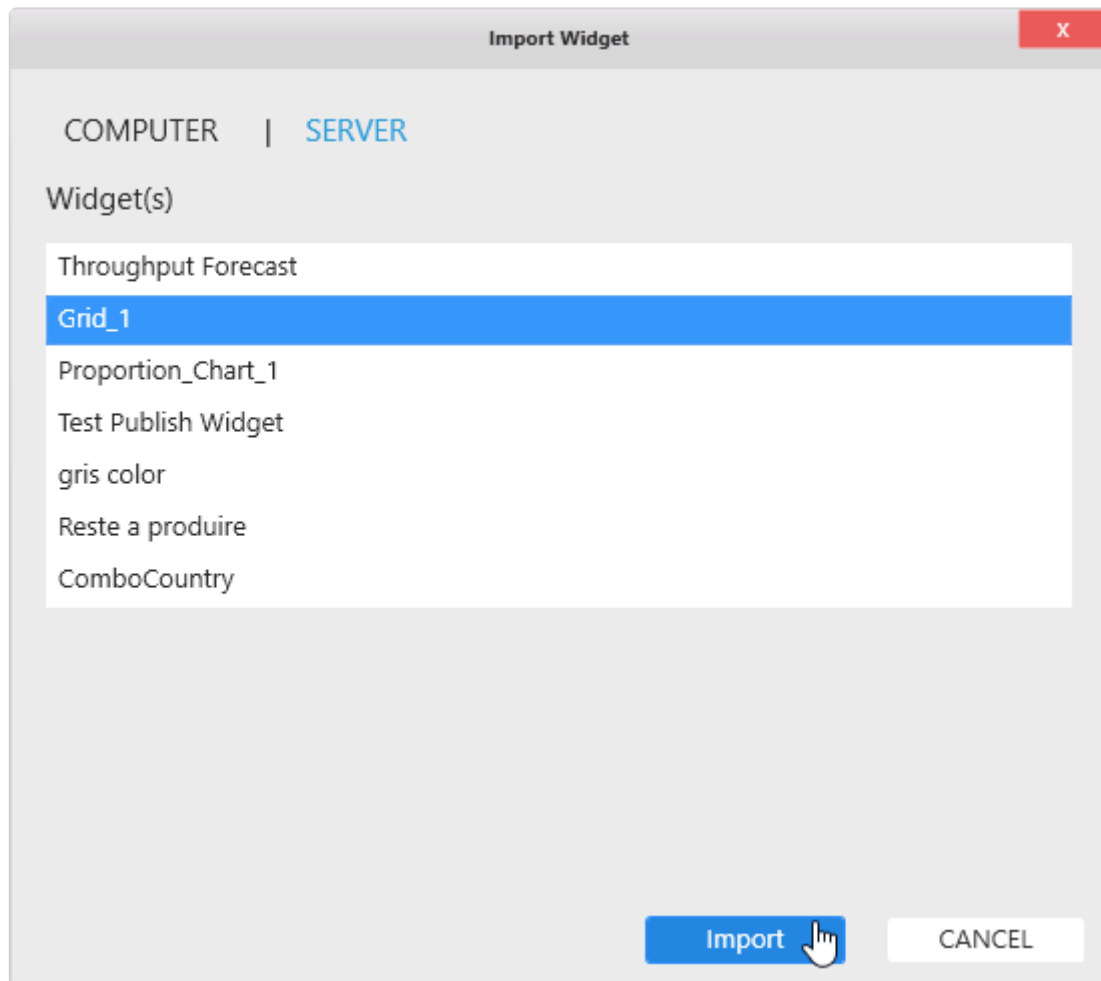 Import Widget
X
COMPUTER | SERVER
Widget(s)
Throughput Forecast
Grid_1
Proportion_Chart_1
Test Publish Widget
gris color
Reste a produire
ComboCountry
Import
CANCEL